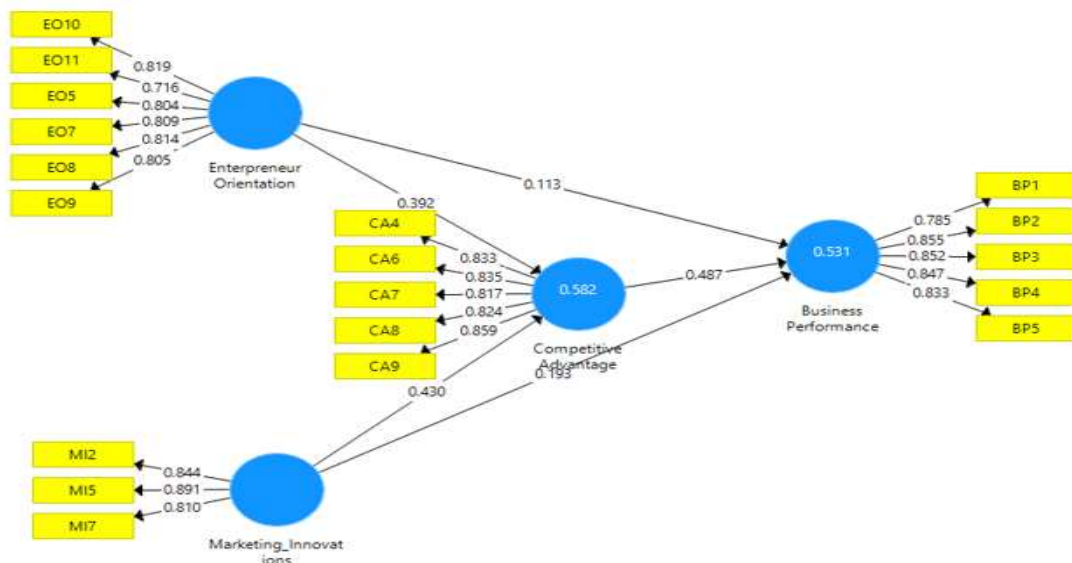 EO10
EO11
EO5
EO7
EO8
EO9
0.819
0.716
0.804
0.809
0.814
0.805
Enterpreneur
Orientation
0.113
0.392
CA4
CA6
CA7
CA8
CA9
0.833
0.835
0.817
0.824
0.859
0.582
Competitive
Advantage
0.487
0.193
0.430
0.531
Business
Performance
0.785
0.855
0.852
0.847
0.833
BP1
BP2
BP3
BP4
BP5
MI2
MI5
MI7
0.844
0.891
0.810
Marketing_Innovat
ions